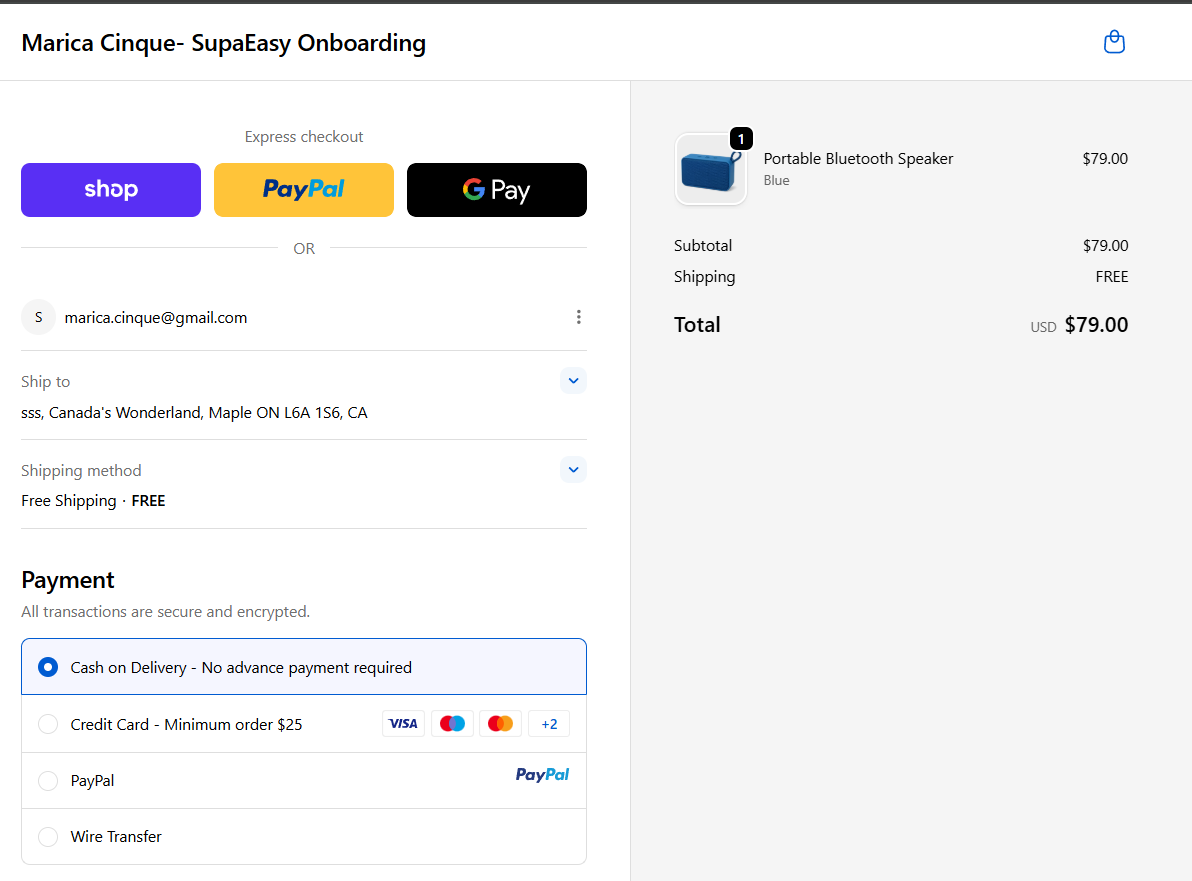 Marica Cinque- SupaEasy Onboarding
Express checkout
shop
PayPal
G Pay
OR
S
marica.cinque@gmail.com
Ship to
sss, Canada's Wonderland, Maple ON L6A 1S6, CA
Shipping method
Free Shipping · FREE
Payment
All transactions are secure and encrypted.
Cash on Delivery - No advance payment required
Credit Card - Minimum order $25
VISA
+2
PayPal
PayPal
Wire Transfer
1
Portable Bluetooth Speaker $79.00
Blue
Subtotal $79.00
Shipping FREE
Total USD $79.00